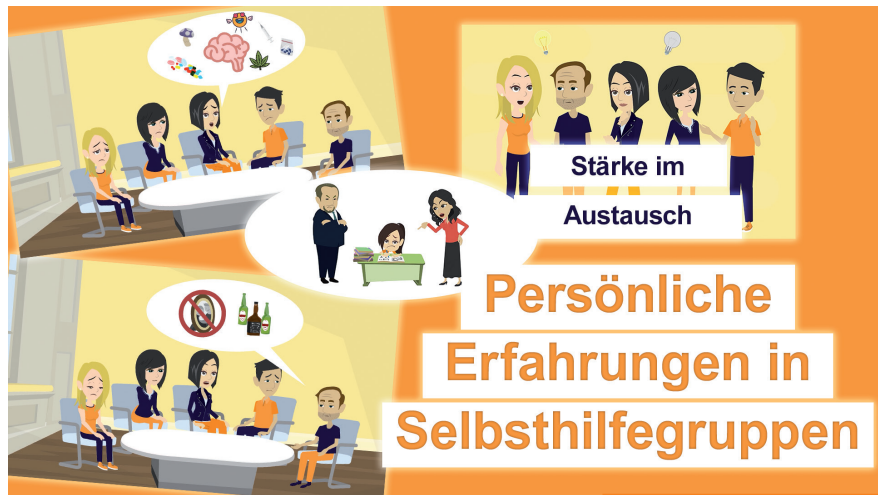 Stärke im
Austausch
Persönliche
Erfahrungen in
Selbsthilfegruppen